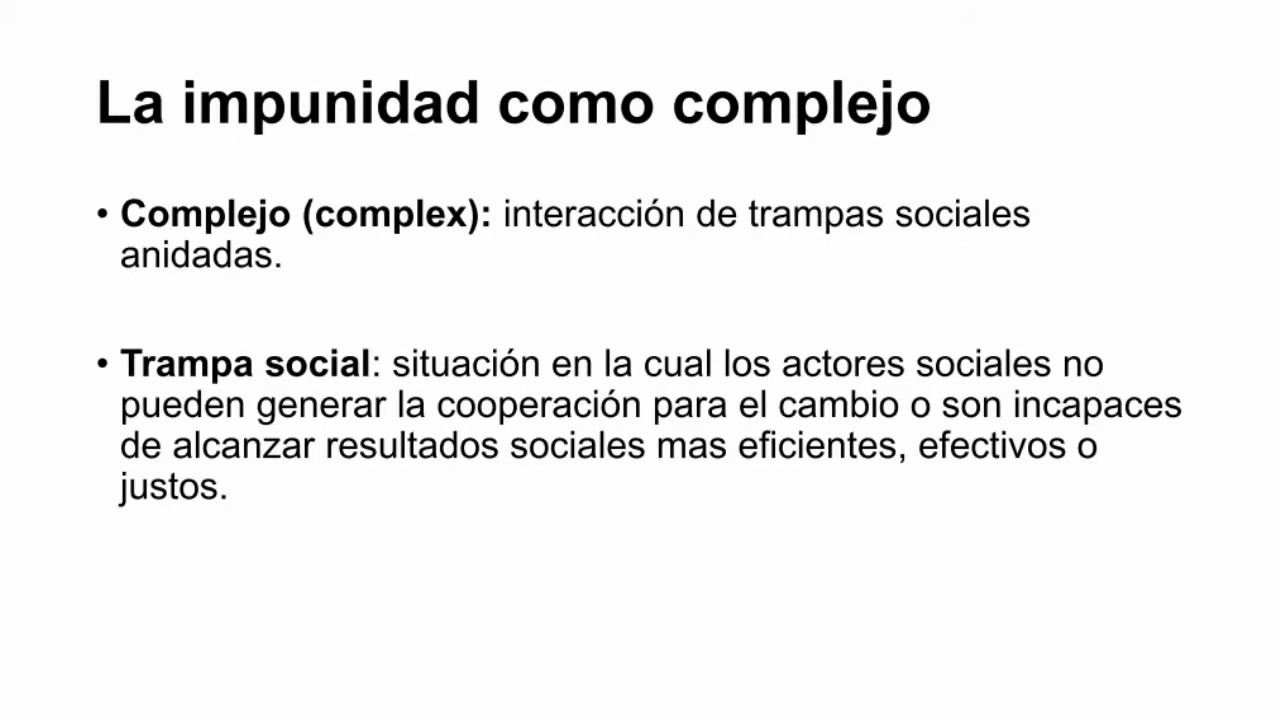 La impunidad como complejo
• Complejo (complex): interacción de trampas sociales
anidadas.
• Trampa social: situación en la cual los actores sociales no
pueden generar la cooperación para el cambio o son incapaces
de alcanzar resultados sociales mas eficientes, efectivos o
justos.